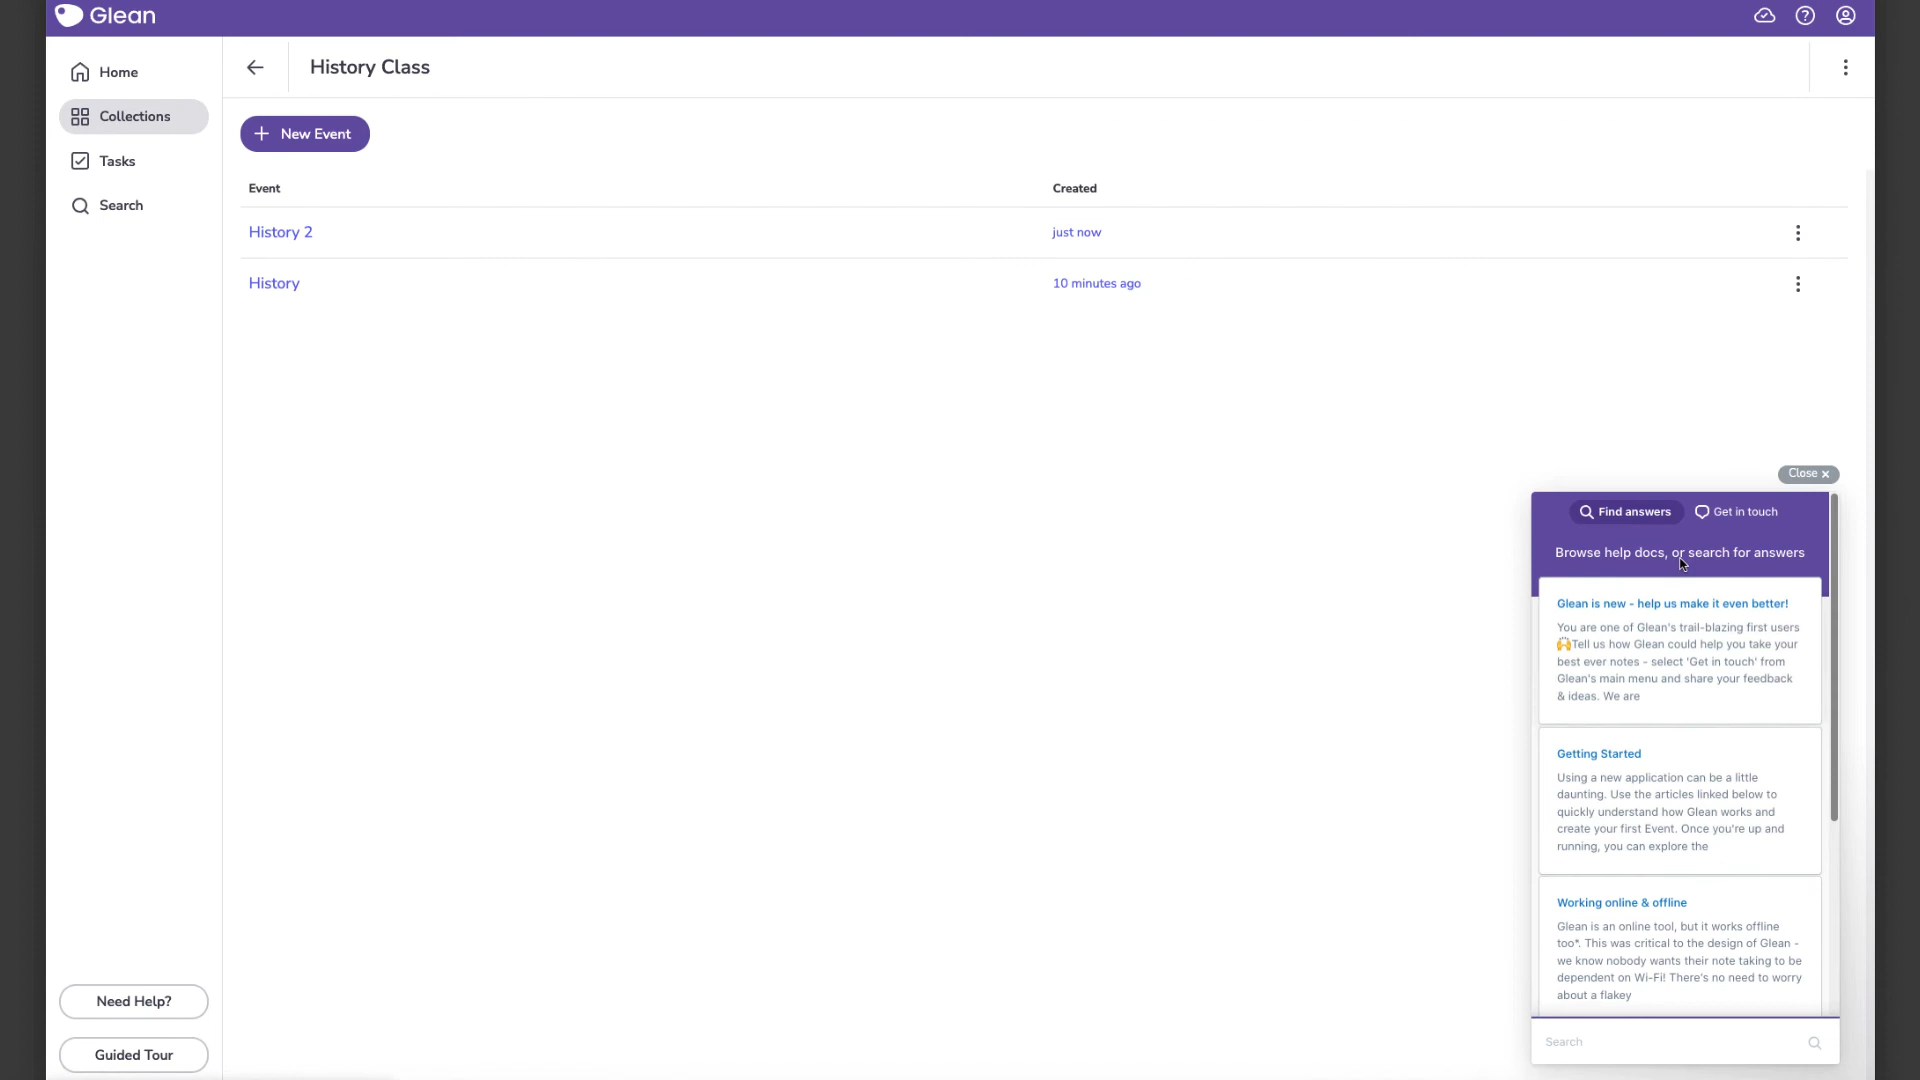 Glean
Home
Collections
Tasks
Search
History Class
New Event
Event
Created
History 2
just now
History
10 minutes ago
Close ×
Find answers
Get in touch
Browse help docs, or search for answers
Glean is new - help us make it even better!
You are one of Glean's trail-blazing first users
🙌Tell us how Glean could help you take your
best ever notes - select 'Get in touch' from
Glean's main menu and share your feedback
& ideas. We are
Getting Started
Using a new application can be a little
daunting. Use the articles linked below to
quickly understand how Glean works and
create your first Event. Once you're up and
running, you can explore the
Working online & offline
Glean is an online tool, but it works offline
too*. This was critical to the design of Glean -
we know nobody wants their note taking to be
dependent on Wi-Fi! There's no need to worry
about a flakey
Search
Need Help?
Guided Tour